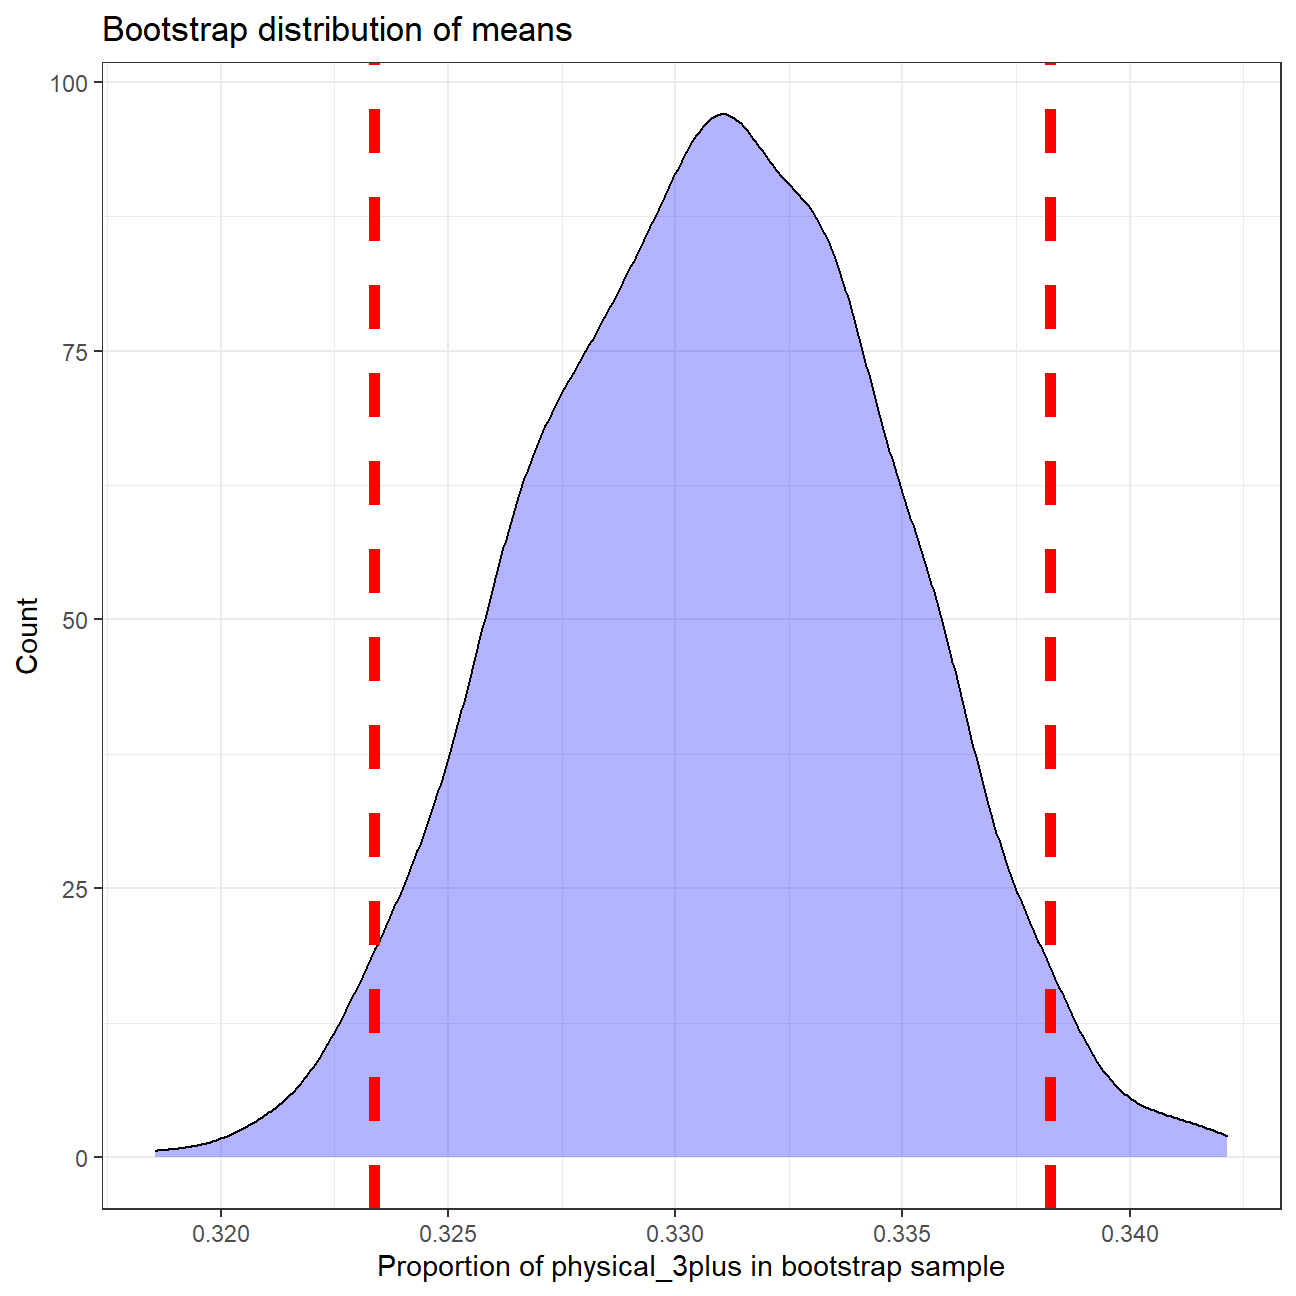 Bootstrap distribution of means
100
75
50
25
0
Count
0.320 0.325 0.330 0.335 0.340
Proportion of physical_3plus in bootstrap sample